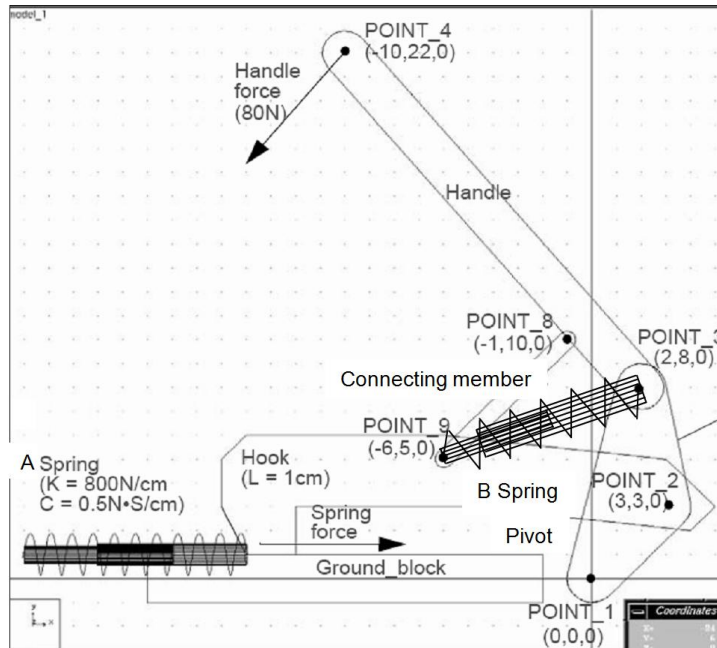 model_1
POINT_4
(-10,22,0)
Handle
force
(80N)
Handle
POINT_8
(-1,10,0)
POINT_3
(2,8,0)
Connecting member
POINT_9
(-6,5,0)
A Spring
(K = 800N/cm
C = 0.5N•S/cm)
Hook
(L = 1cm)
B Spring
POINT_2
(3,3,0)
Spring
force
Pivot
Ground_block
POINT_1
(0,0,0)
Coordinates